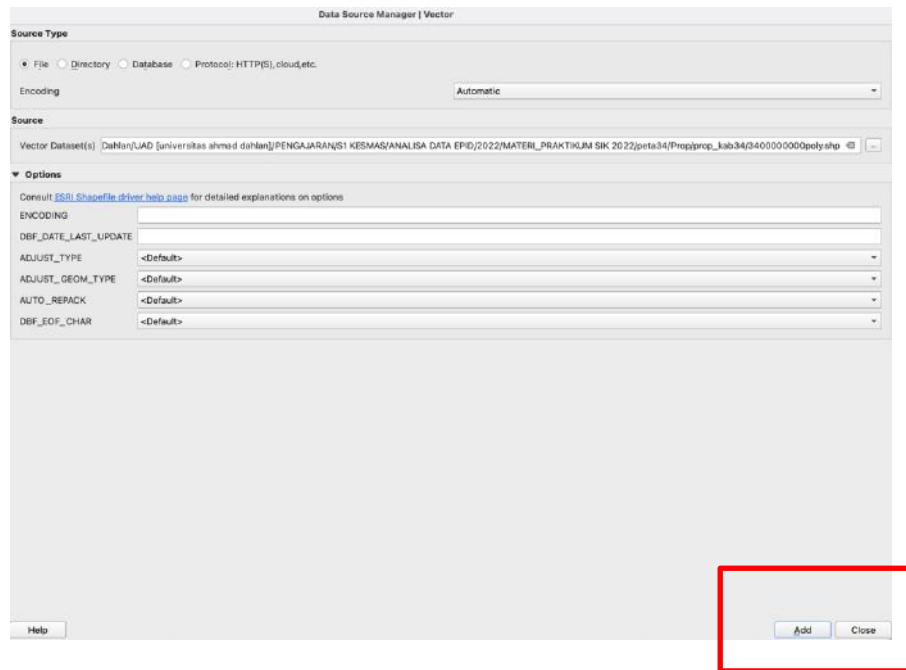 Data Source Manager | Vector
Source Type
File Directory Database Protocol: HTTP(S), cloud, etc.
Encoding Automatic
Source
Vector Dataset(s) Dahlan/UAD [universitas ahmad dahlan]/PENGAJARAN/S1 KESMAS/ANALISA DATA EPID/2022/MATERI_PRAKTIKUM SIK 2022/peta34/Prop/prop_kab34/3400000000poly.shp ...
Options
Consult ESRI Shapefile driver help page for detailed explanations on options
ENCODING
DBF_DATE_LAST_UPDATE
ADJUST_TYPE <Default>
ADJUST_GEOM_TYPE <Default>
AUTO_REPACK <Default>
DBF_EOF_CHAR <Default>
Help Add Close